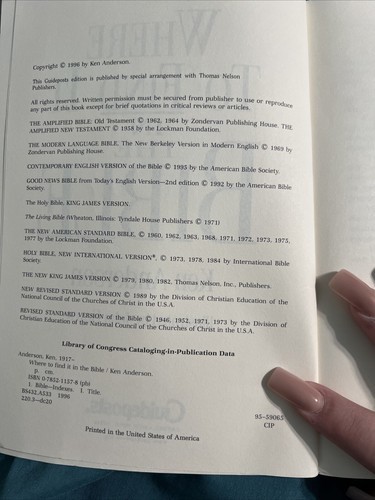 Copyright © 1996 by Ken Anderson.
This Guideposts edition is published by special arrangement with Thomas Nelson
Publishers.
All rights reserved. Written permission must be secured from publisher to use or reproduce
any part of this book except for brief quotations in critical reviews or articles.
THE AMPLIFIED BIBLE: Old Testament © 1962, 1964 by Zondervan Publishing House. THE
AMPLIFIED NEW TESTAMENT © 1958 by the Lockman Foundation.
THE MODERN LANGUAGE BIBLE, The New Berkeley Version in Modern English © 1969 by
Zondervan Publishing House.
CONTEMPORARY ENGLISH VERSION of the Bible © 1995 by the American Bible Society.
GOOD NEWS BIBLE from Today's English Version—2nd edition © 1992 by the American Bible
Society.
The Holy Bible, KING JAMES VERSION.
The Living Bible (Wheaton, Illinois: Tyndale House Publishers © 1971)
THE NEW AMERICAN STANDARD BIBLE, © 1960, 1962, 1963, 1968, 1971, 1972, 1973, 1975,
1977 by the Lockman Foundation.
HOLY BIBLE, NEW INTERNATIONAL VERSION®, © 1973, 1978, 1984 by International Bible
Society.
THE NEW KING JAMES VERSION © 1979, 1980, 1982, Thomas Nelson, Inc., Publishers.
NEW REVISED STANDARD VERSION © 1989 by the Division of Christian Education of the
National Council of the Churches of Christ in the U.S.A.
REVISED STANDARD VERSION of the Bible © 1946, 1952, 1971, 1973 by the Division of
Christian Education of the National Council of the Churches of Christ in the U.S.A.
Library of Congress Cataloging-in-Publication Data
Anderson, Ken, 1917–
Where to find it in the Bible / Ken Anderson.
p. cm.
ISBN 0-7852-1157-6 (pb)
1. Bible—Indexes. I. Title.
BS432.A533 1996
220.3—dc20
95-59063
CIP
Printed in the United States of America